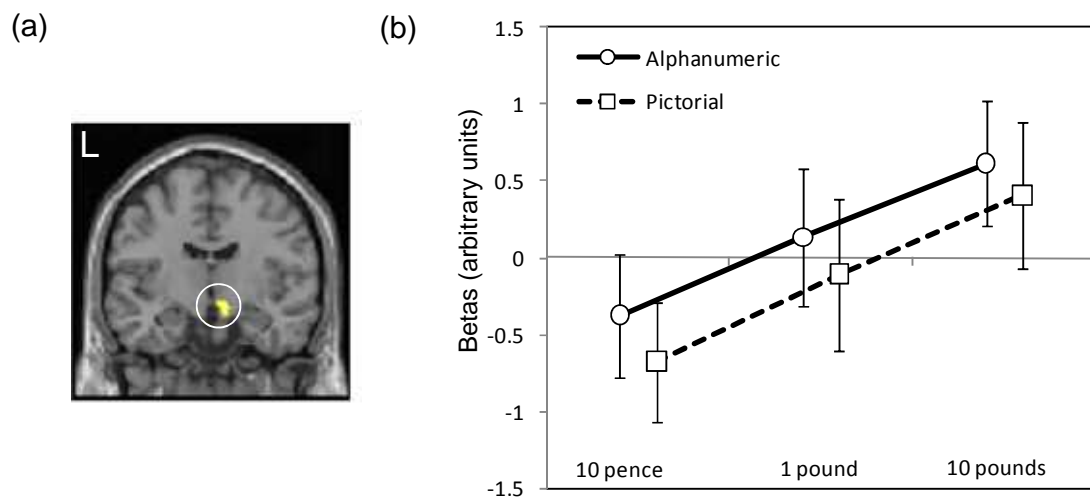 (a)
L
(b)
Betas (arbitrary units)
1.5
1
0.5
0
-0.5
-1
-1.5
Alphanumeric
Pictorial
10 pence
1 pound
10 pounds